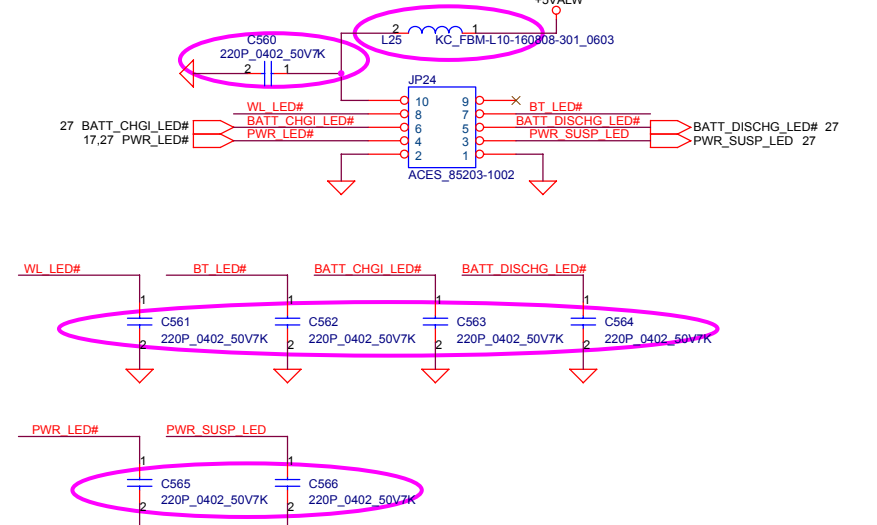 +5VALW
2 1
C560 L25 KC_FBM-L10-160808-301_0603
220P_0402_50V7K
2 1
JP24
10 9
WL_LED# 8 7 BT_LED#
27 BATT_CHGI_LED# BATT_CHGI_LED# 6 5 BATT_DISCHG_LED# BATT_DISCHG_LED# 27
17,27 PWR_LED# PWR_LED# 4 3 PWR_SUSP_LED PWR_SUSP_LED 27
2 1
ACES_85203-1002
WL_LED# BT_LED# BATT_CHGI_LED# BATT_DISCHG_LED#
1 1 1 1
C561 C562 C563 C564
220P_0402_50V7K 220P_0402_50V7K 220P_0402_50V7K 220P_0402_50V7K
2 2 2 2
PWR_LED# PWR_SUSP_LED
1 1
C565 C566
220P_0402_50V7K 220P_0402_50V7K
2 2